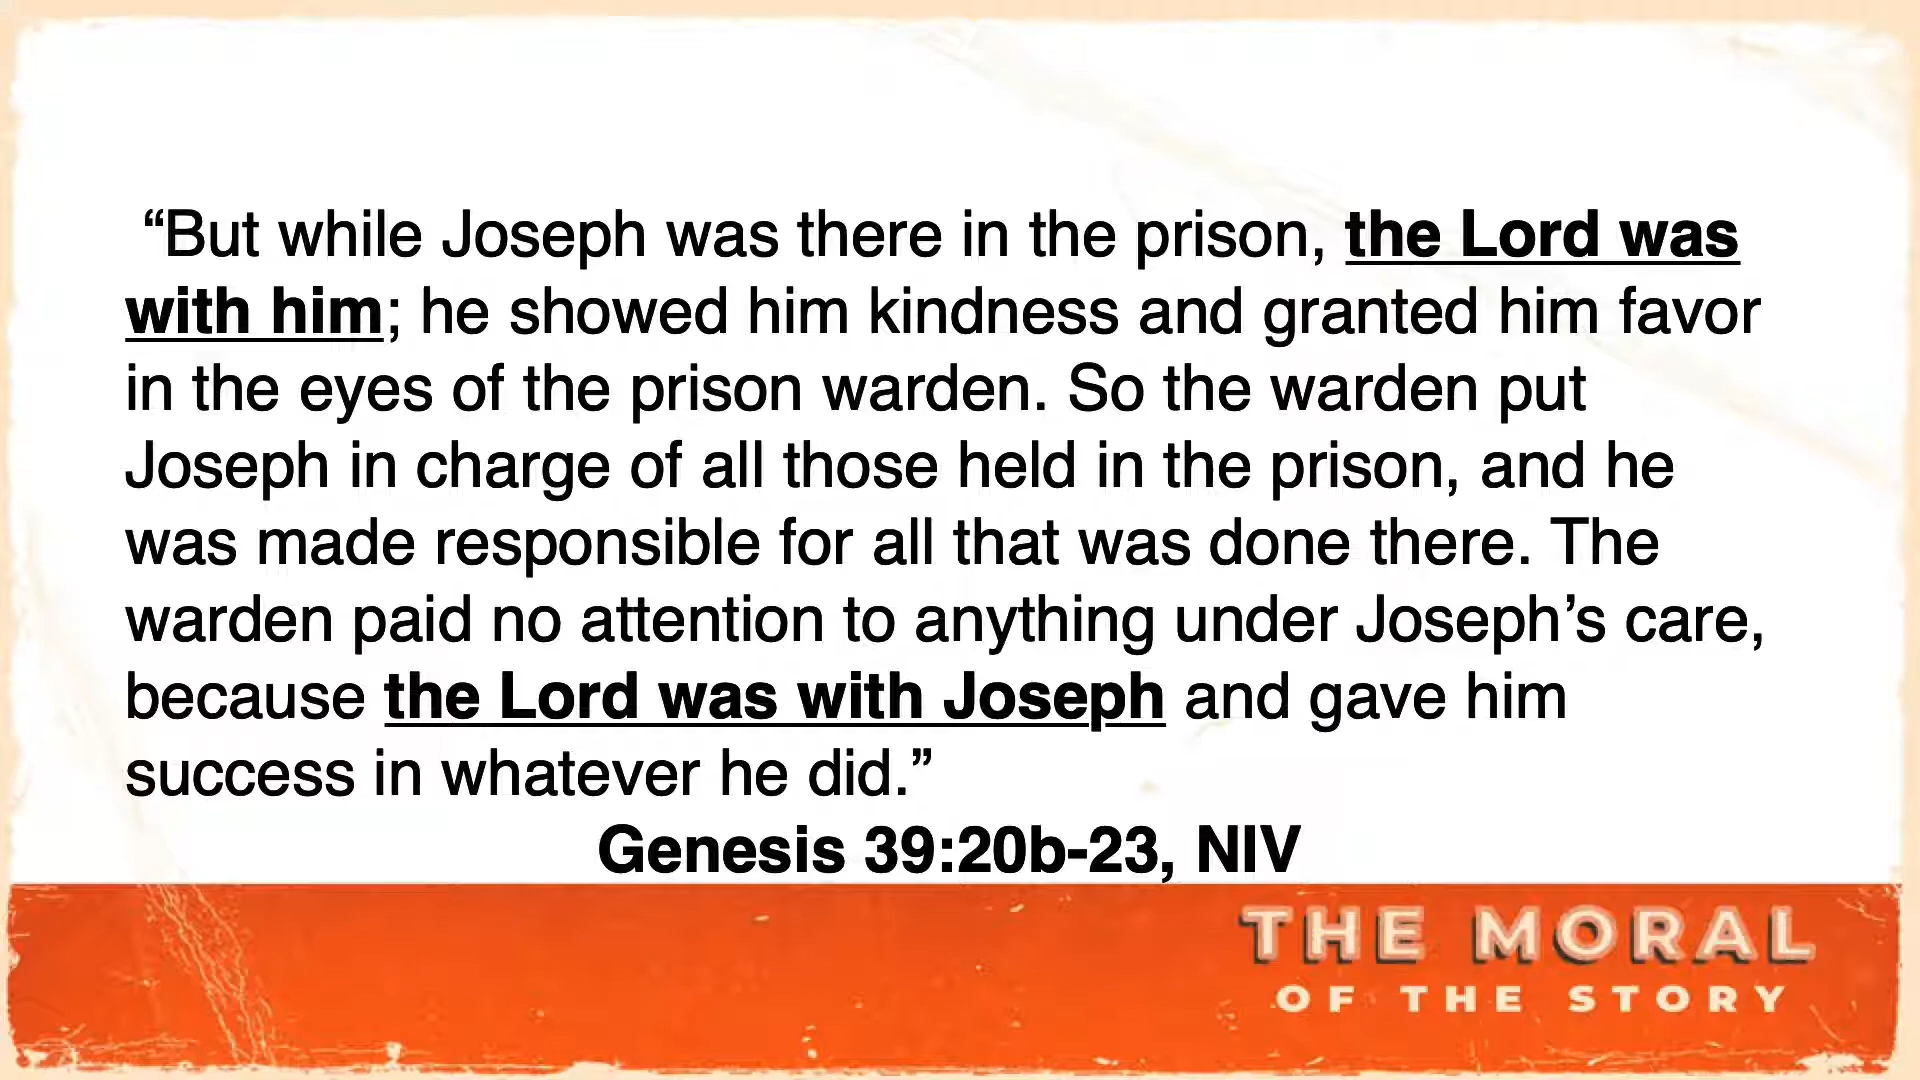 “But while Joseph was there in the prison, the Lord was
with him; he showed him kindness and granted him favor
in the eyes of the prison warden. So the warden put
Joseph in charge of all those held in the prison, and he
was made responsible for all that was done there. The
warden paid no attention to anything under Joseph’s care,
because the Lord was with Joseph and gave him
success in whatever he did.”
Genesis 39:20b-23, NIV
THE MORAL
OF THE STORY